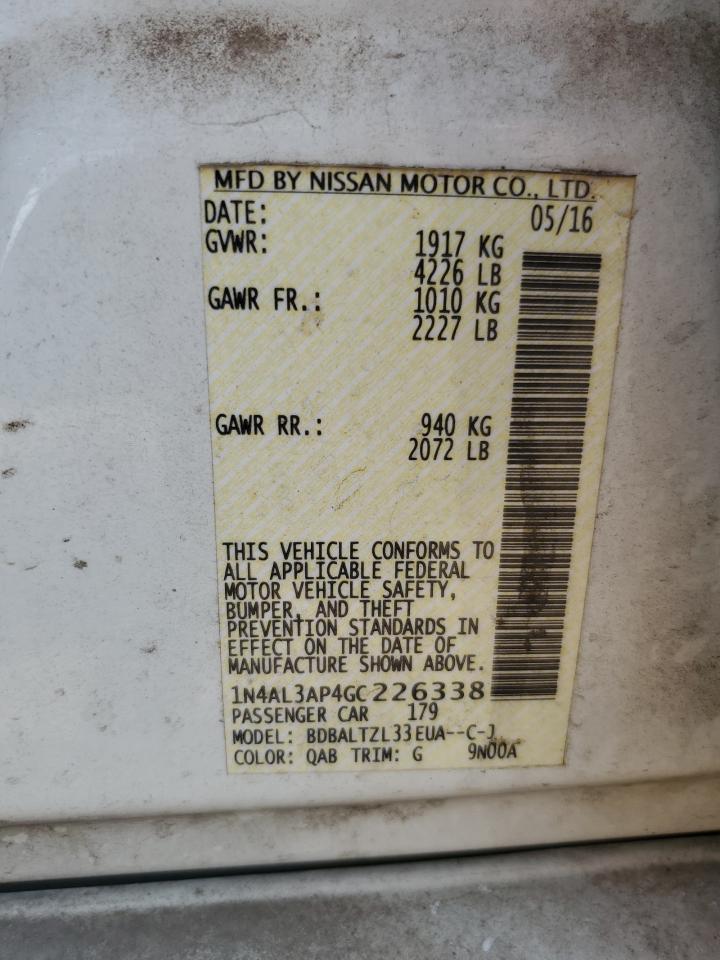 MFD BY NISSAN MOTOR CO., LTD.
DATE: 05/16
GVWR: 1917 KG
4226 LB
GAWR FR.: 1010 KG
2227 LB
GAWR RR.: 940 KG
2072 LB
THIS VEHICLE CONFORMS TO
ALL APPLICABLE FEDERAL
MOTOR VEHICLE SAFETY,
BUMPER, AND THEFT
PREVENTION STANDARDS IN
EFFECT ON THE DATE OF
MANUFACTURE SHOWN ABOVE.
1N4AL3AP4GC226338
PASSENGER CAR 179
MODEL: BDBALTZL33EUA--C-J
COLOR: QAB TRIM: G 9N00A